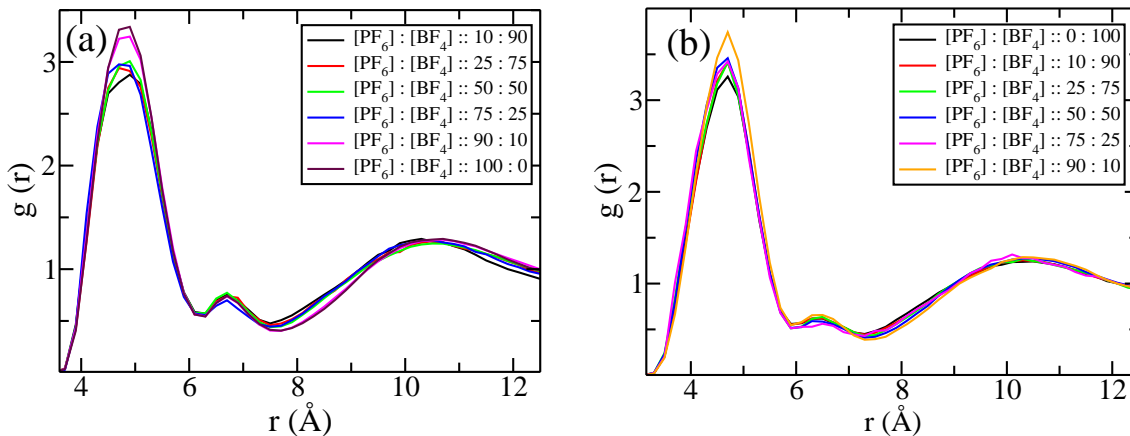 (a)
[PF6] : [BF4] :: 10 : 90
[PF6] : [BF4] :: 25 : 75
[PF6] : [BF4] :: 50 : 50
[PF6] : [BF4] :: 75 : 25
[PF6] : [BF4] :: 90 : 10
[PF6] : [BF4] :: 100 : 0
g (r)
3
2
1
4 6 8 10 12
r (Å)
(b)
[PF6] : [BF4] :: 0 : 100
[PF6] : [BF4] :: 10 : 90
[PF6] : [BF4] :: 25 : 75
[PF6] : [BF4] :: 50 : 50
[PF6] : [BF4] :: 75 : 25
[PF6] : [BF4] :: 90 : 10
g (r)
3
2
1
4 6 8 10 12
r (Å)